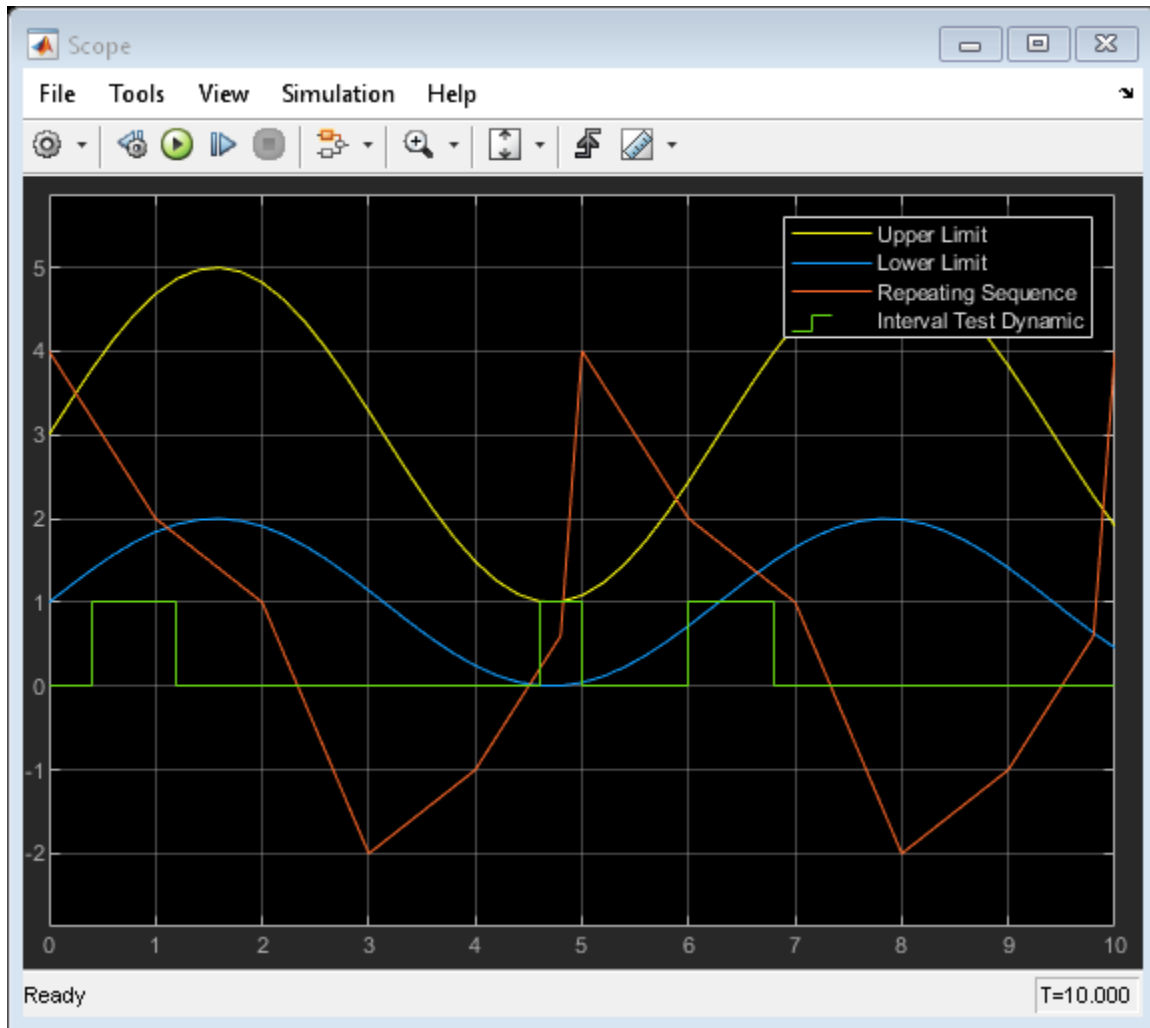 Scope
File Tools View Simulation Help
Upper Limit
Lower Limit
Repeating Sequence
Interval Test Dynamic
5
4
3
2
1
0
-1
-2
0 1 2 3 4 5 6 7 8 9 10
Ready T=10.000